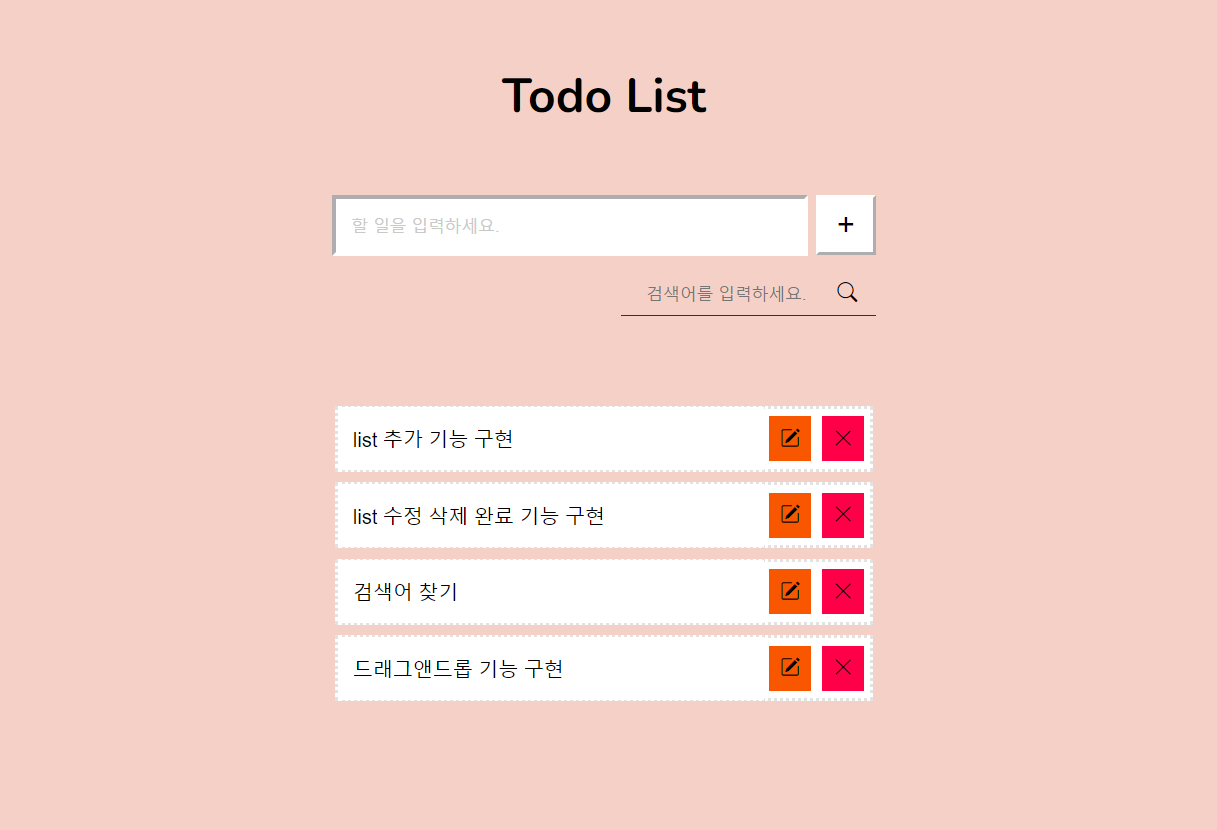 Todo List
할 일을 입력하세요.
+
검색어를 입력하세요.
list 추가 기능 구현
list 수정 삭제 완료 기능 구현
검색어 찾기
드래그앤드롭 기능 구현